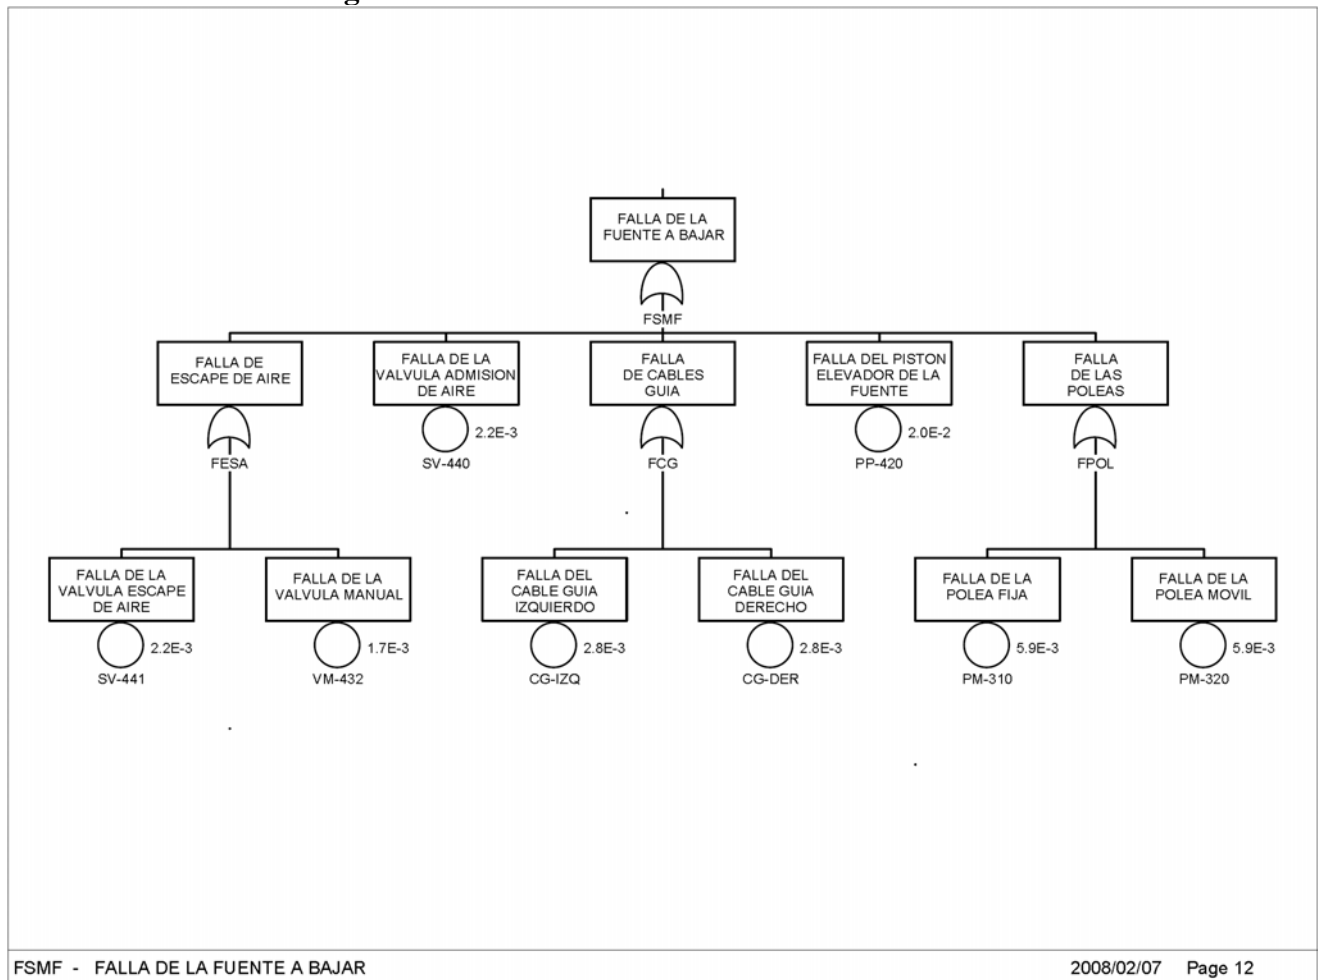 FALLA DE LA
FUENTE A BAJAR
FSMF
FALLA DE
ESCAPE DE AIRE
FESA
FALLA DE LA
VALVULA ADMISION
DE AIRE
2.2E-3
SV-440
FALLA
DE CABLES
GUIA
FCG
FALLA DEL PISTON
ELEVADOR DE LA
FUENTE
2.0E-2
PP-420
FALLA
DE LAS
POLEAS
FPOL
FALLA DE LA
VALVULA ESCAPE
DE AIRE
2.2E-3
SV-441
FALLA DE LA
VALVULA MANUAL
1.7E-3
VM-432
FALLA DEL
CABLE GUIA
IZQUIERDO
2.8E-3
CG-IZQ
FALLA DEL
CABLE GUIA
DERECHO
2.8E-3
CG-DER
FALLA DE LA
POLEA FIJA
5.9E-3
PM-310
FALLA DE LA
POLEA MOVIL
5.9E-3
PM-320
FSMF - FALLA DE LA FUENTE A BAJAR
2008/02/07 Page 12